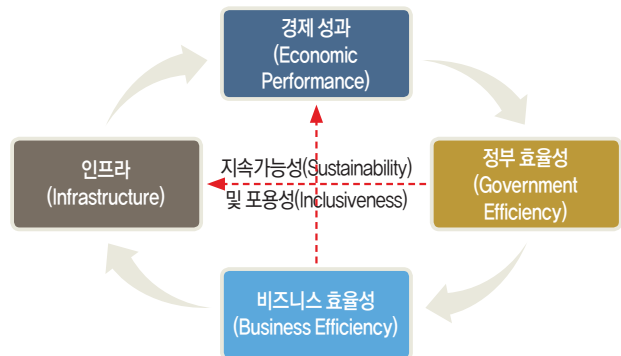 경제 성과
(Economic
Performance)
인프라
(Infrastructure)
지속가능성(Sustainability)
및 포용성(Inclusiveness)
정부 효율성
(Government
Efficiency)
비즈니스 효율성
(Business Efficiency)